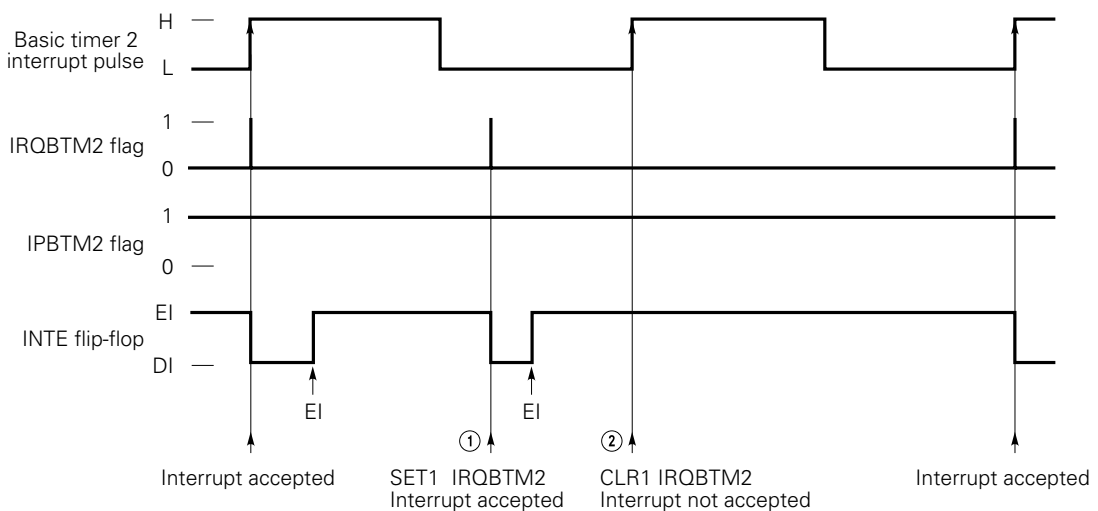 H
Basic timer 2
interrupt pulse
L
1
IRQBTM2 flag
0
1
IPBTM2 flag
0
EI
INTE flip-flop
DI
EI
EI
①
②
Interrupt accepted
SET1 IRQBTM2
Interrupt accepted
CLR1 IRQBTM2
Interrupt not accepted
Interrupt accepted